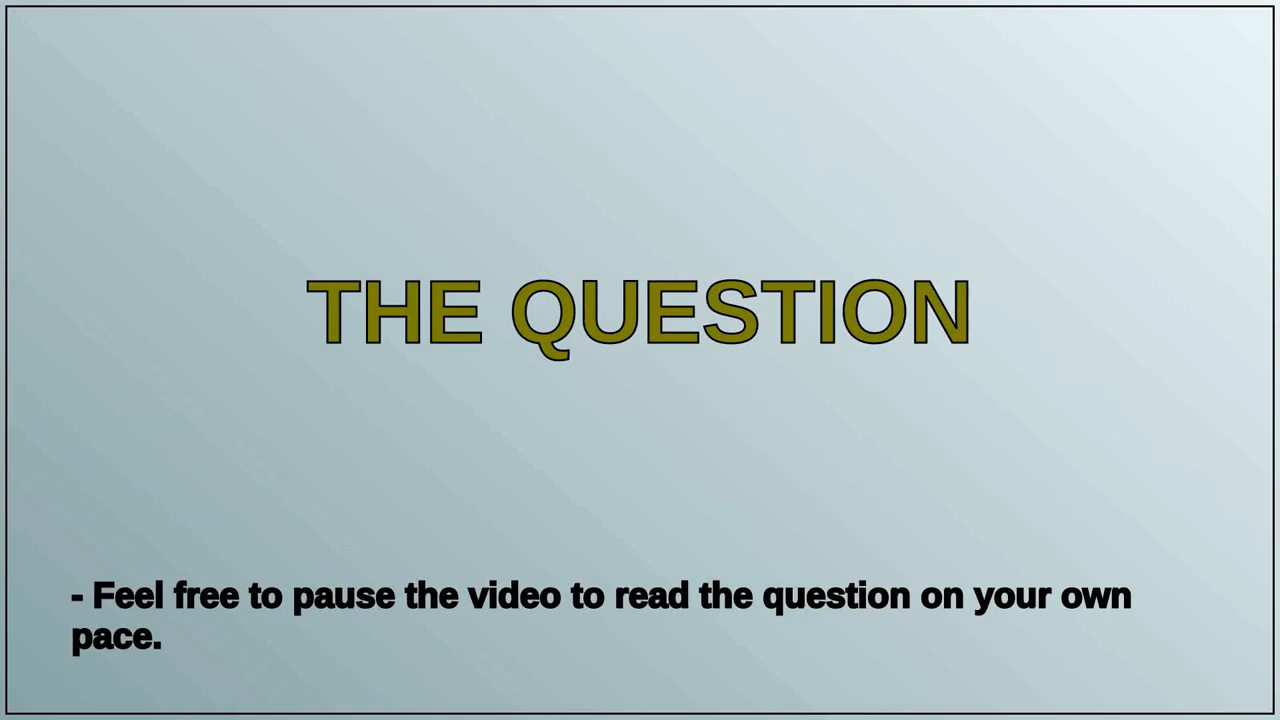 THE QUESTION
- Feel free to pause the video to read the question on your own
pace.